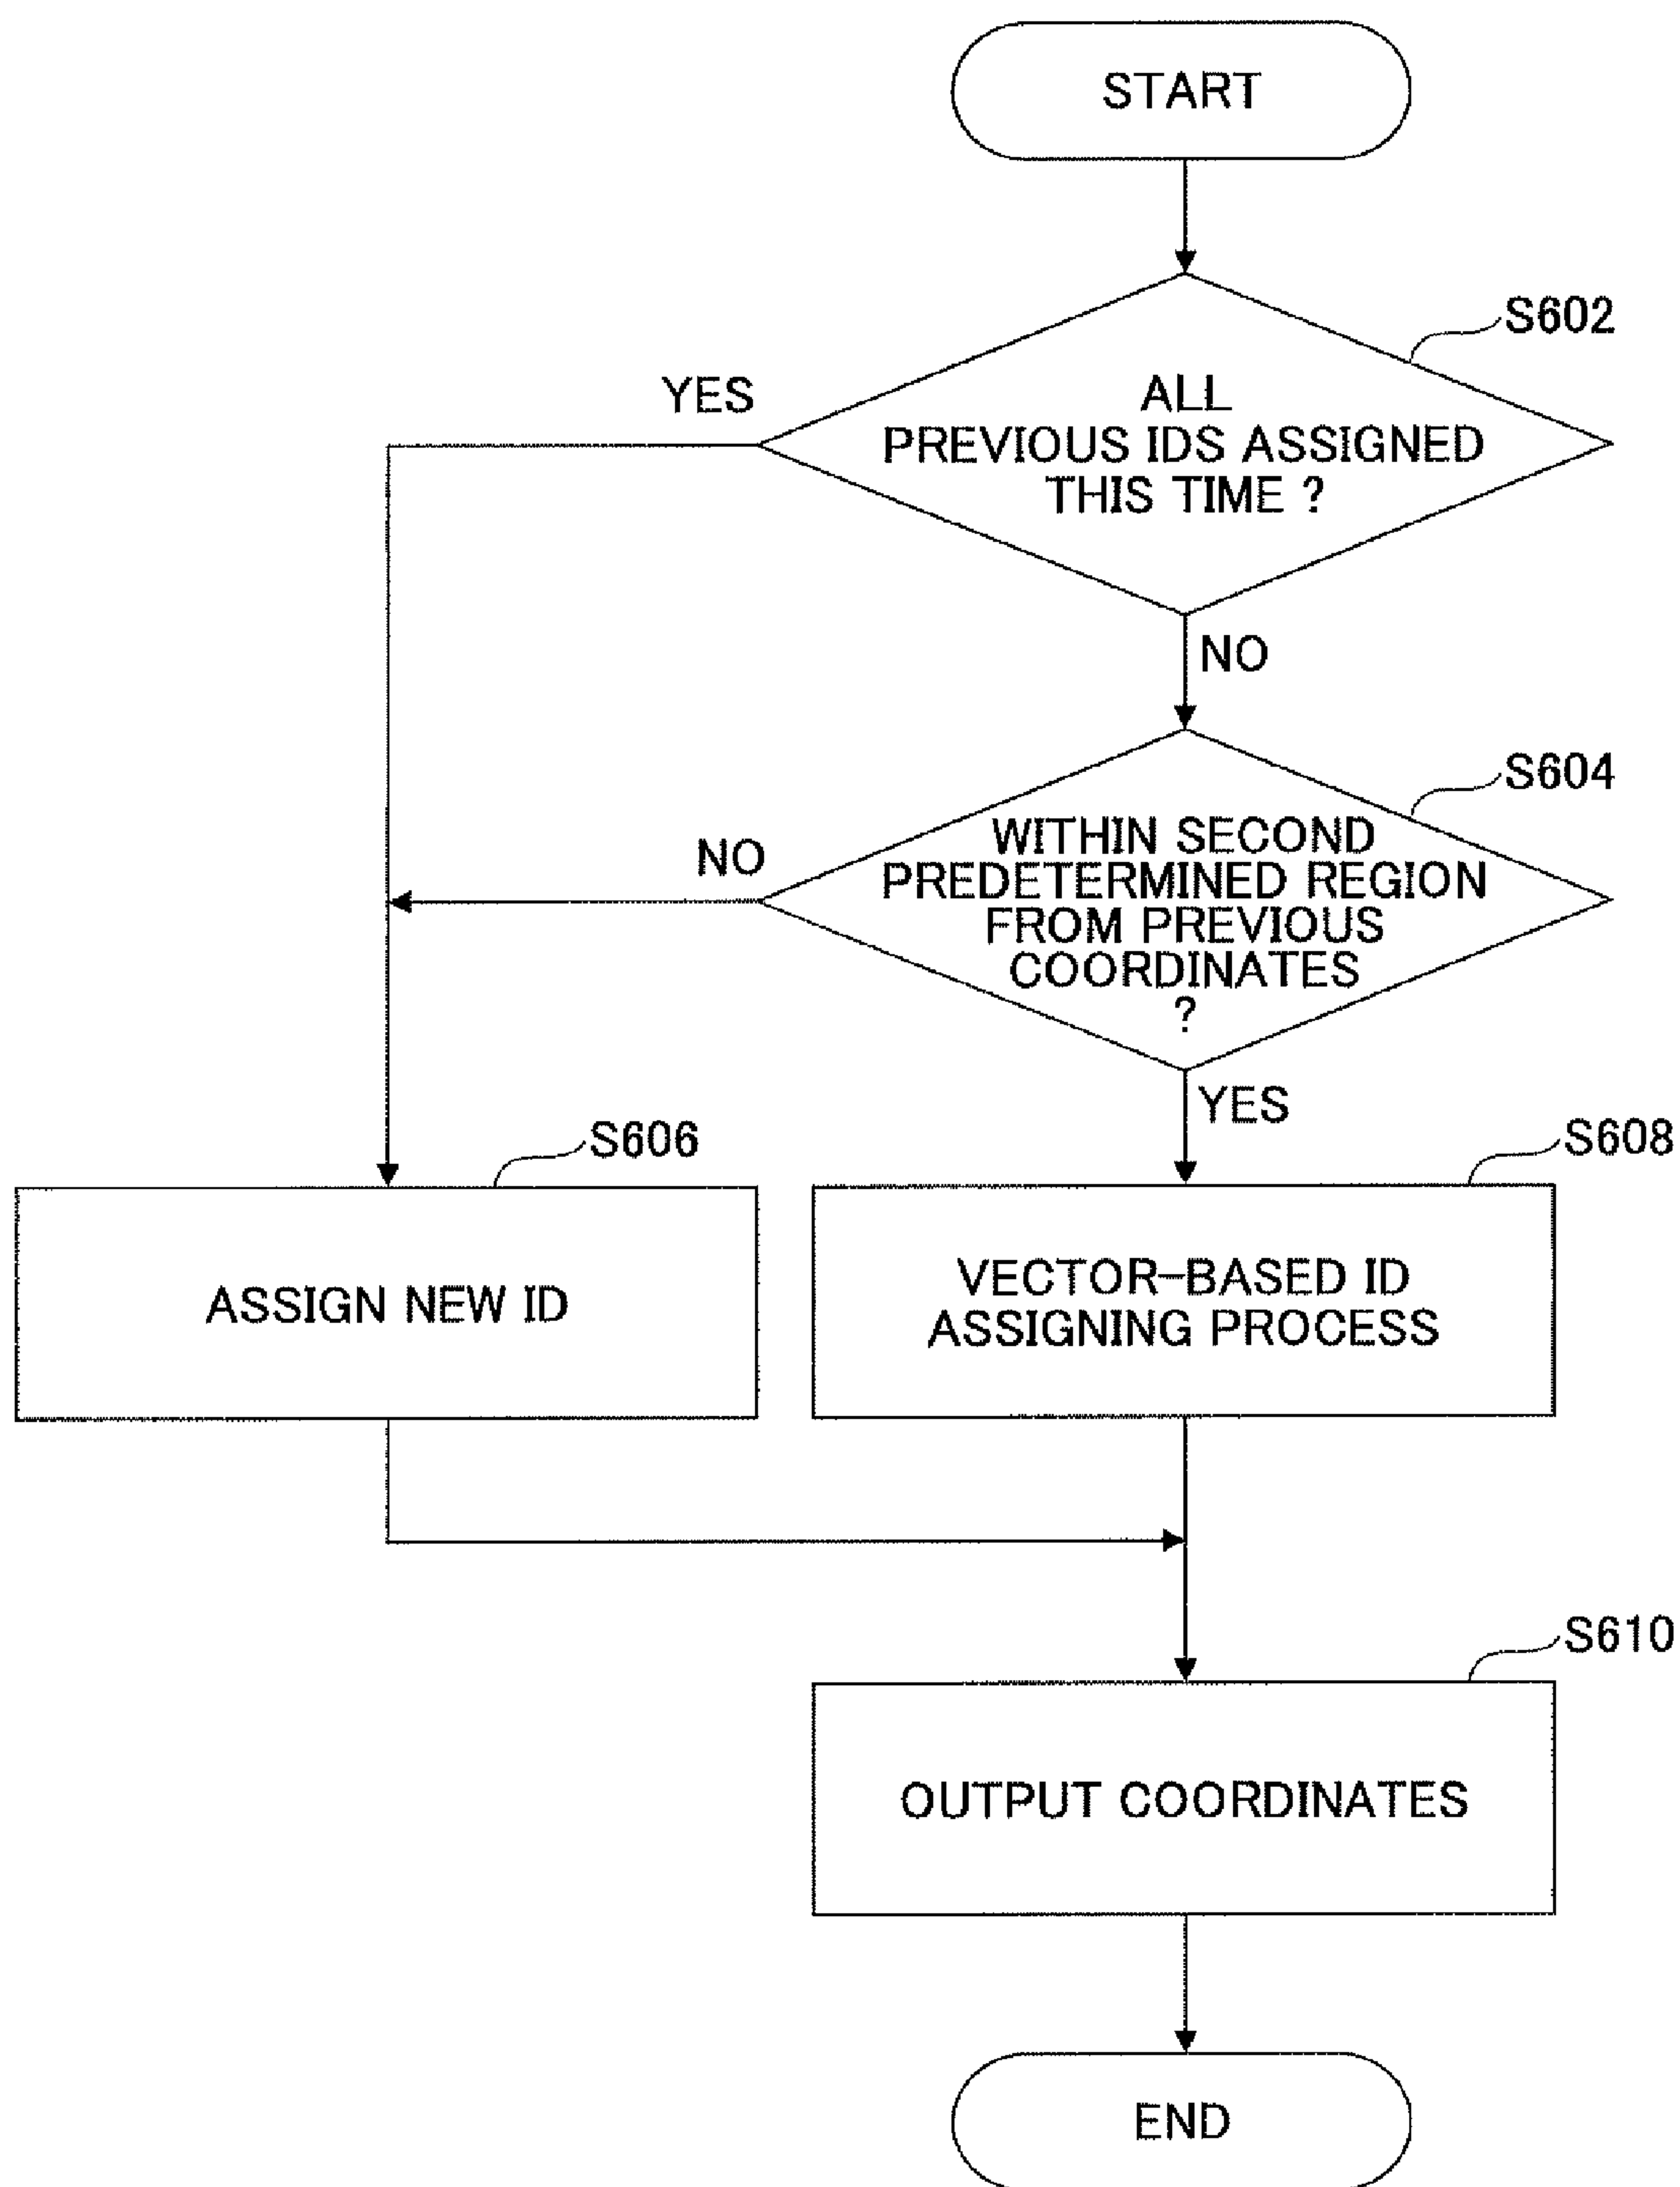 START
S602
YES
ALL
PREVIOUS IDS ASSIGNED
THIS TIME ?
NO
S604
NO
WITHIN SECOND
PREDETERMINED REGION
FROM PREVIOUS
COORDINATES
?
YES
S606
S608
ASSIGN NEW ID
VECTOR-BASED ID
ASSIGNING PROCESS
S610
OUTPUT COORDINATES
END